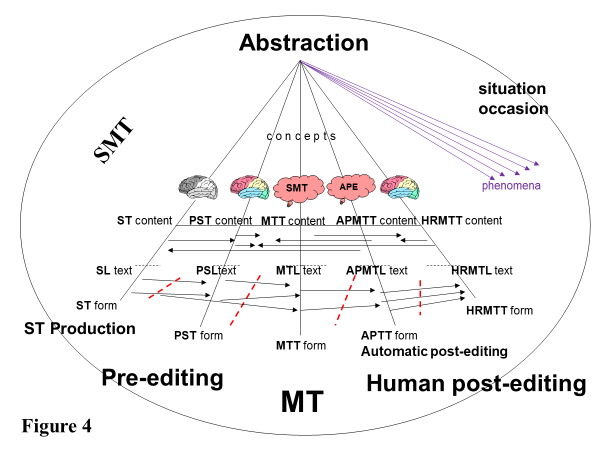 Abstraction
situation
occasion
SMT
concepts
phenomena
SMT
APE
ST content
PST content
MTT content
APMTT content
HRMTT content
SL text
PSLtext
MTL text
APMTL text
HRMTL text
ST form
HRMTT form
ST Production
PST form
MTT form
APTT form
Automatic post-editing
Pre-editing
MT
Human post-editing
Figure 4